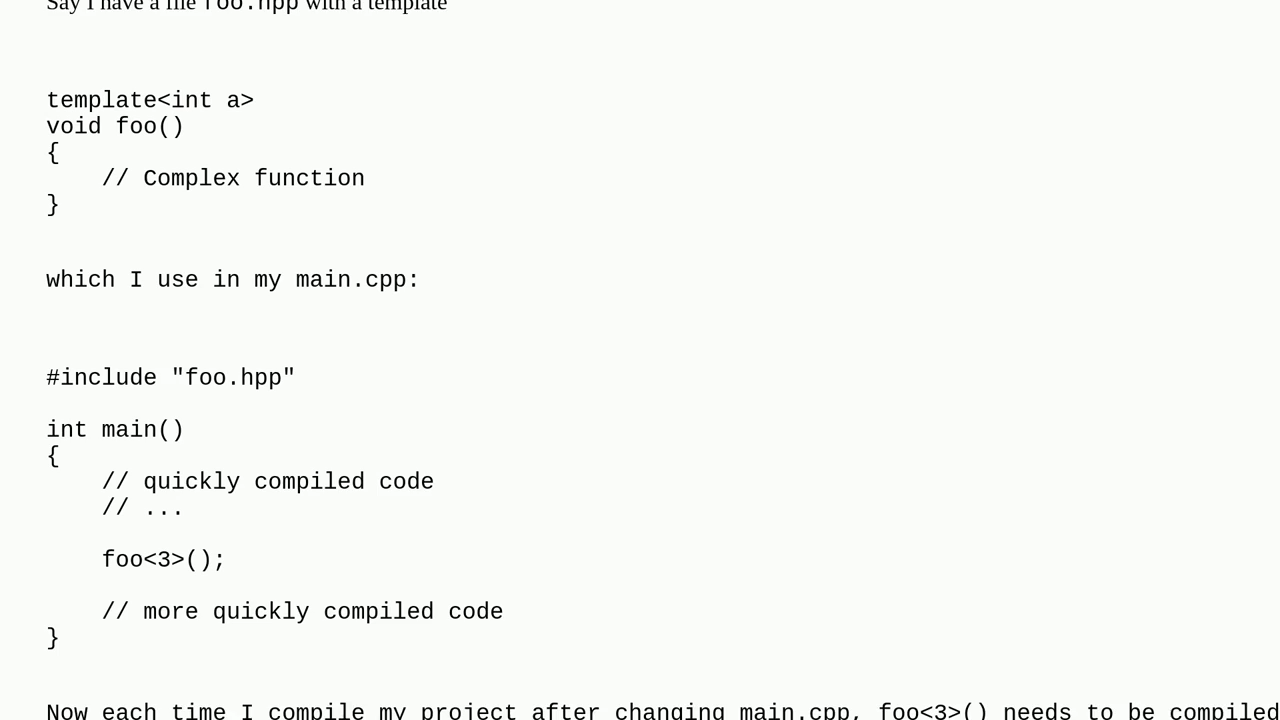 Say I have a file foo.hpp with a template
template<int a>
void foo()
{
    // Complex function
}
which I use in my main.cpp:
#include "foo.hpp"
int main()
{
    // quickly compiled code
    // ...
    foo<3>();
    // more quickly compiled code
}
Now each time I compile my project after changing main.cpp, foo<3>() needs to be compiled